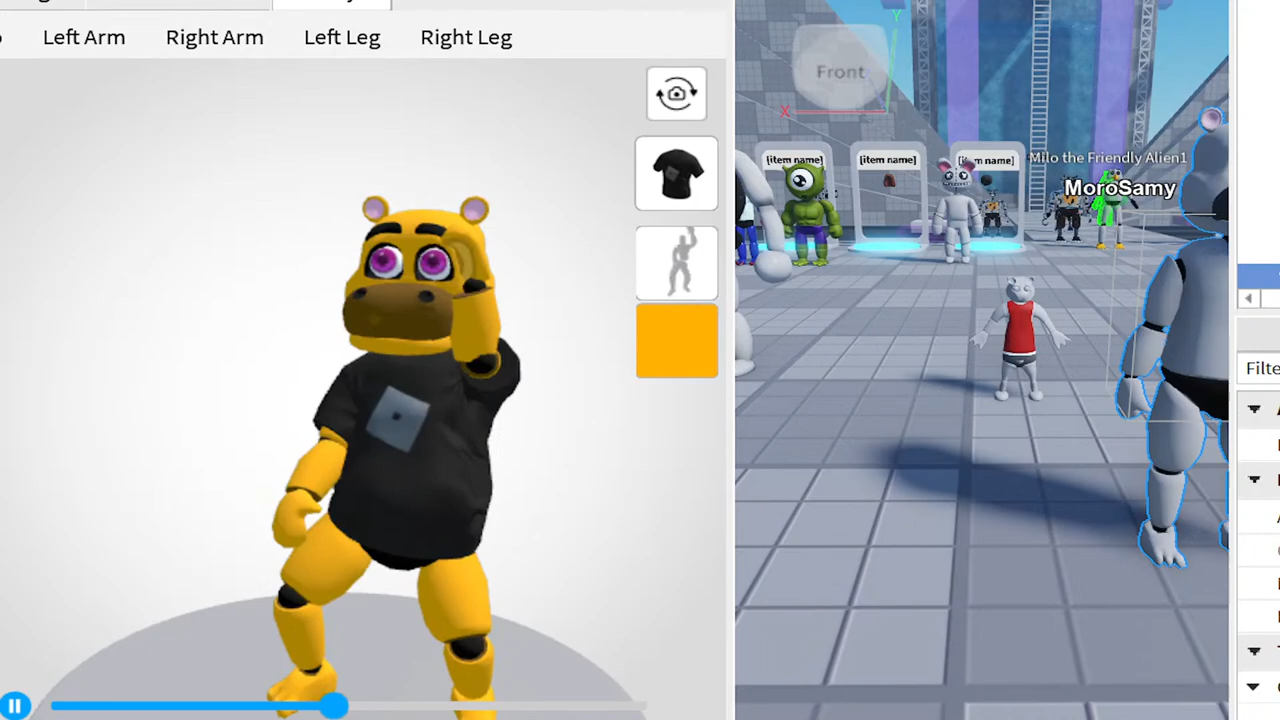 Left Arm Right Arm Left Leg Right Leg
Front
X
Y
[item name] [item name] [item name]
Milo the Friendly Alien1
MoroSamy
Filte